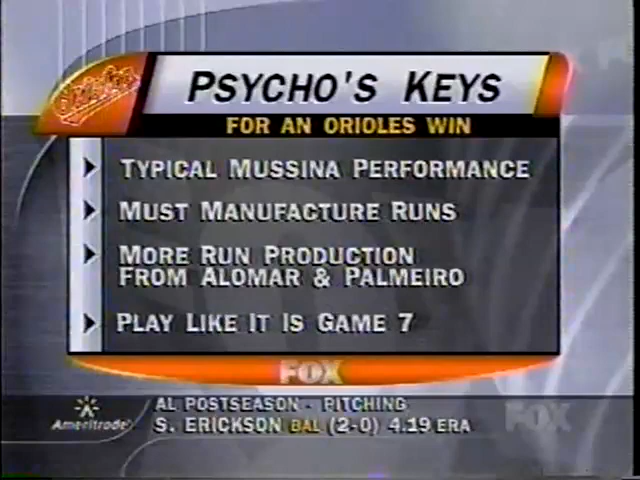 Orioles
PSYCHO'S KEYS
FOR AN ORIOLES WIN
TYPICAL MUSSINA PERFORMANCE
MUST MANUFACTURE RUNS
MORE RUN PRODUCTION
FROM ALOMAR & PALMEIRO
PLAY LIKE IT IS GAME 7
FOX
AL POSTSEASON - PITCHING
Ameritrade
S. ERICKSON BAL (2-0) 4.19 ERA
FOX